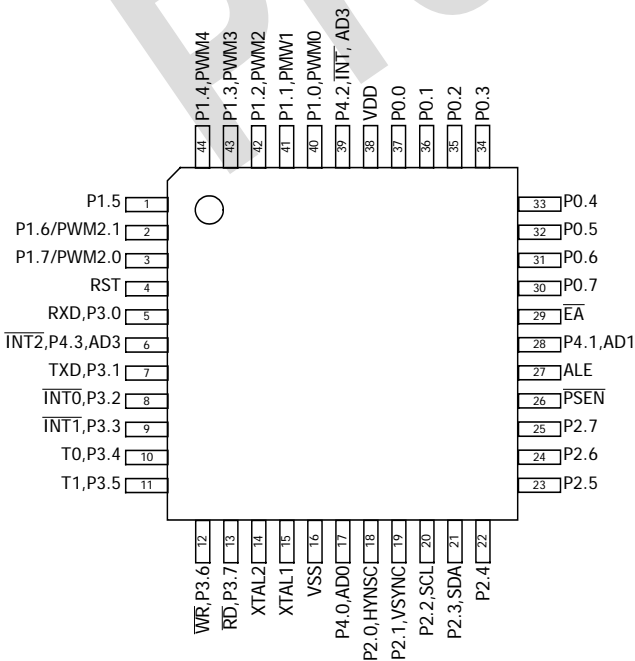 P1.4,PWM4
P1.3,PWM3
P1.2,PWM2
P1.1,PMW1
P1.0,PWM0
P4.2,INT, AD3
VDD
P0.0
P0.1
P0.2
P0.3
44
43
42
41
40
39
38
37
36
35
34
P1.5 1
P1.6/PWM2.1 2
P1.7/PWM2.0 3
RST 4
RXD,P3.0 5
INT2,P4.3,AD3 6
TXD,P3.1 7
INT0,P3.2 8
INT1,P3.3 9
T0,P3.4 10
T1,P3.5 11
33 P0.4
32 P0.5
31 P0.6
30 P0.7
29 EA
28 P4.1,AD1
27 ALE
26 PSEN
25 P2.7
24 P2.6
23 P2.5
12
13
14
15
16
17
18
19
20
21
22
WR,P3.6
RD,P3.7
XTAL2
XTAL1
VSS
P4.0,AD0
P2.0,HYNSC
P2.1,VSYNC
P2.2,SCL
P2.3,SDA
P2.4